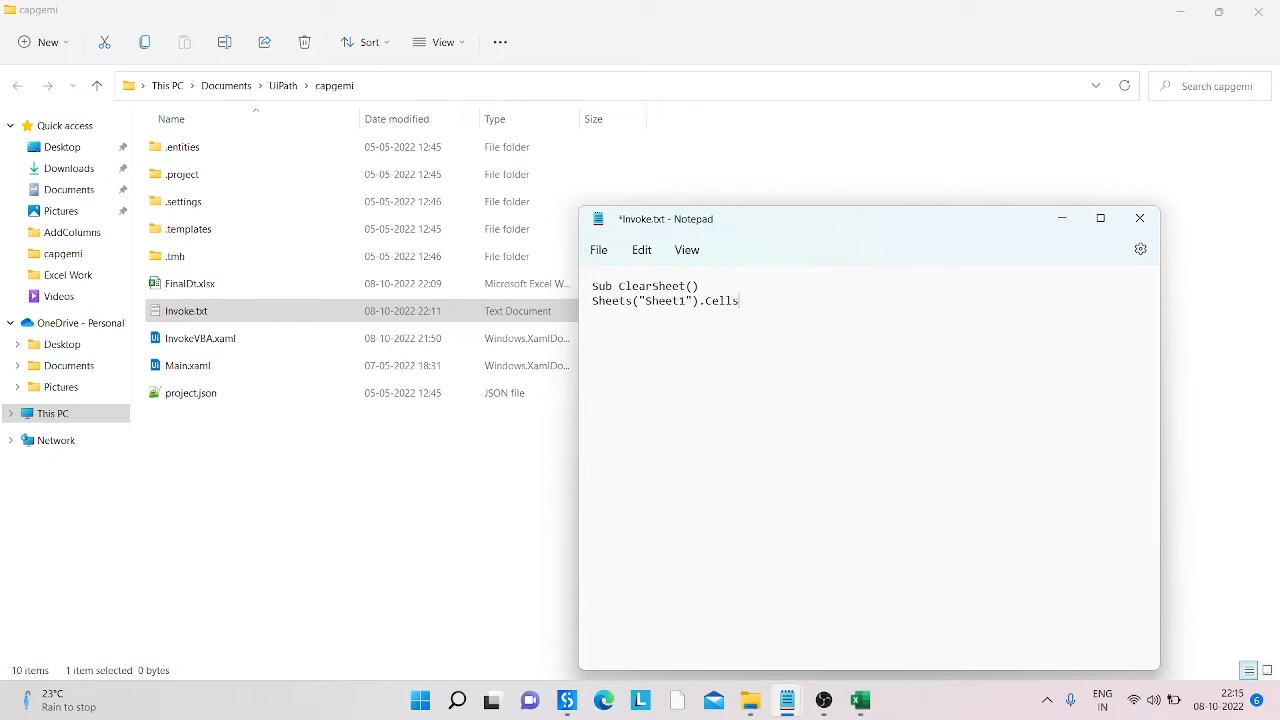 capgemi
New
Sort
View
This PC
Documents
UiPath
capgemi
Search capgemi
Name
Date modified
Type
Size
Quick access
Desktop
Downloads
Documents
Pictures
AddColumns
capgemi
Excel Work
Videos
OneDrive - Personal
Desktop
Documents
Pictures
This PC
Network
.entities 05-05-2022 12:45 File folder
.project 05-05-2022 12:45 File folder
.settings 05-05-2022 12:46 File folder
.templates 05-05-2022 12:45 File folder
.tmh 05-05-2022 12:46 File folder
FinalDt.xlsx 08-10-2022 22:09 Microsoft Excel W...
Invoke.txt 08-10-2022 22:11 Text Document
InvokeVBA.xaml 08-10-2022 21:50 Windows.XamlDo...
Main.xaml 07-05-2022 18:31 Windows.XamlDo...
project.json 05-05-2022 12:45 JSON file
*Invoke.txt - Notepad
File Edit View
Sub ClearSheet()
Sheets("Sheet1").Cells
10 items 1 item selected 0 bytes
23°C
Rain to start
ENG
IN
22:15
08-10-2022
6